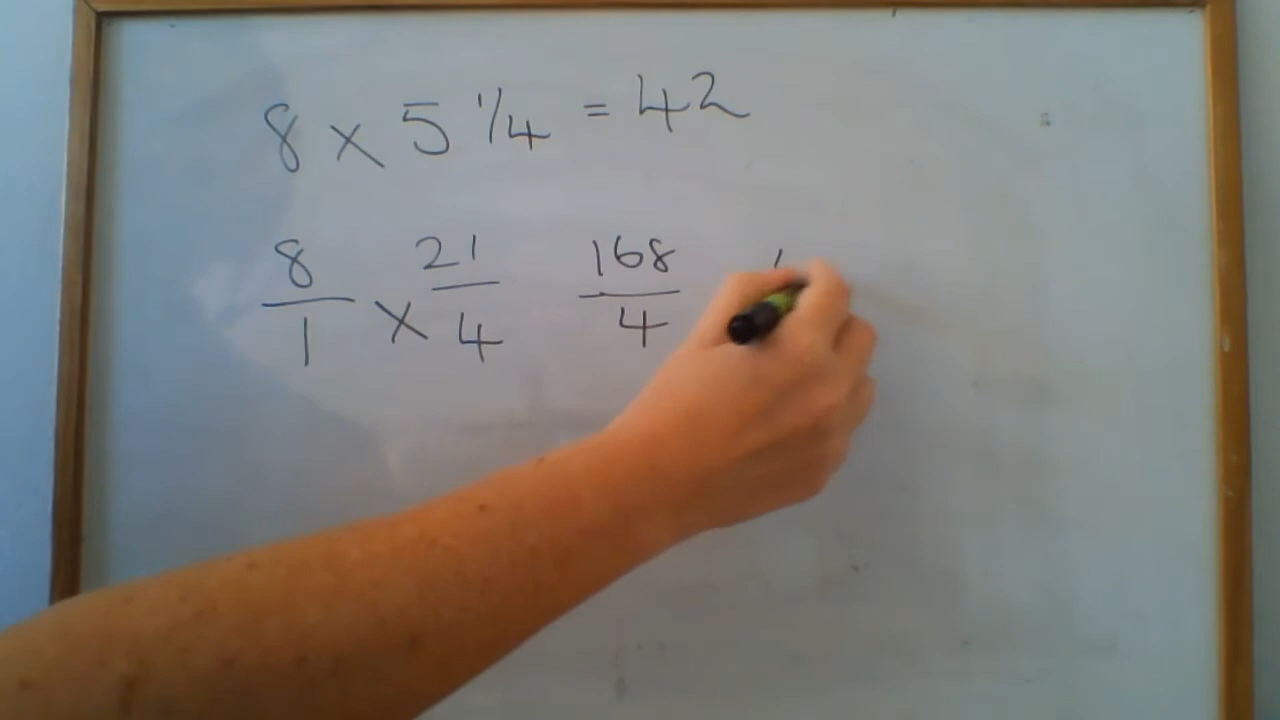 8 × 5 1/4 = 42
8/1 × 21/4 168/4